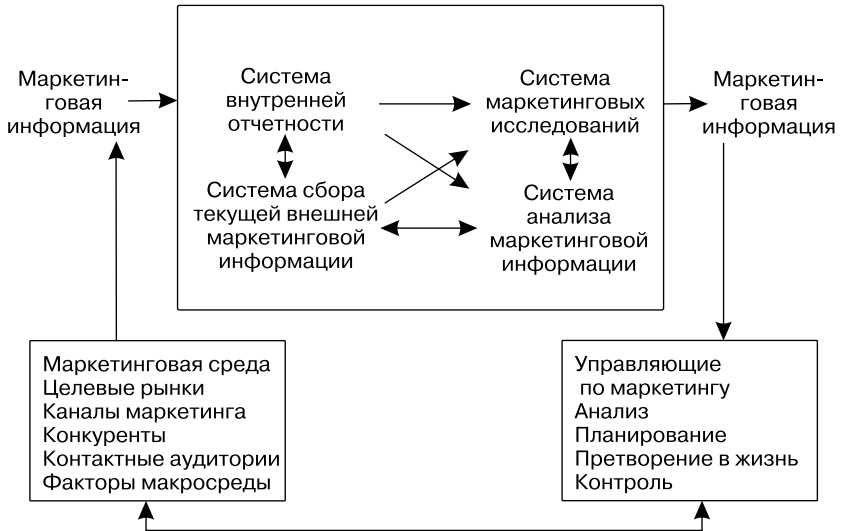 Маркетин-
говая
информация
Система
внутренней
отчетности
Система
маркетинговых
исследований
Маркетин-
говая
информация
Система сбора
текущей внешней
маркетинговой
информации
Система
анализа
маркетинговой
информации
Маркетинговая среда
Целевые рынки
Каналы маркетинга
Конкуренты
Контактные аудитории
Факторы макросреды
Управляющие
по маркетингу
Анализ
Планирование
Претворение в жизнь
Контроль